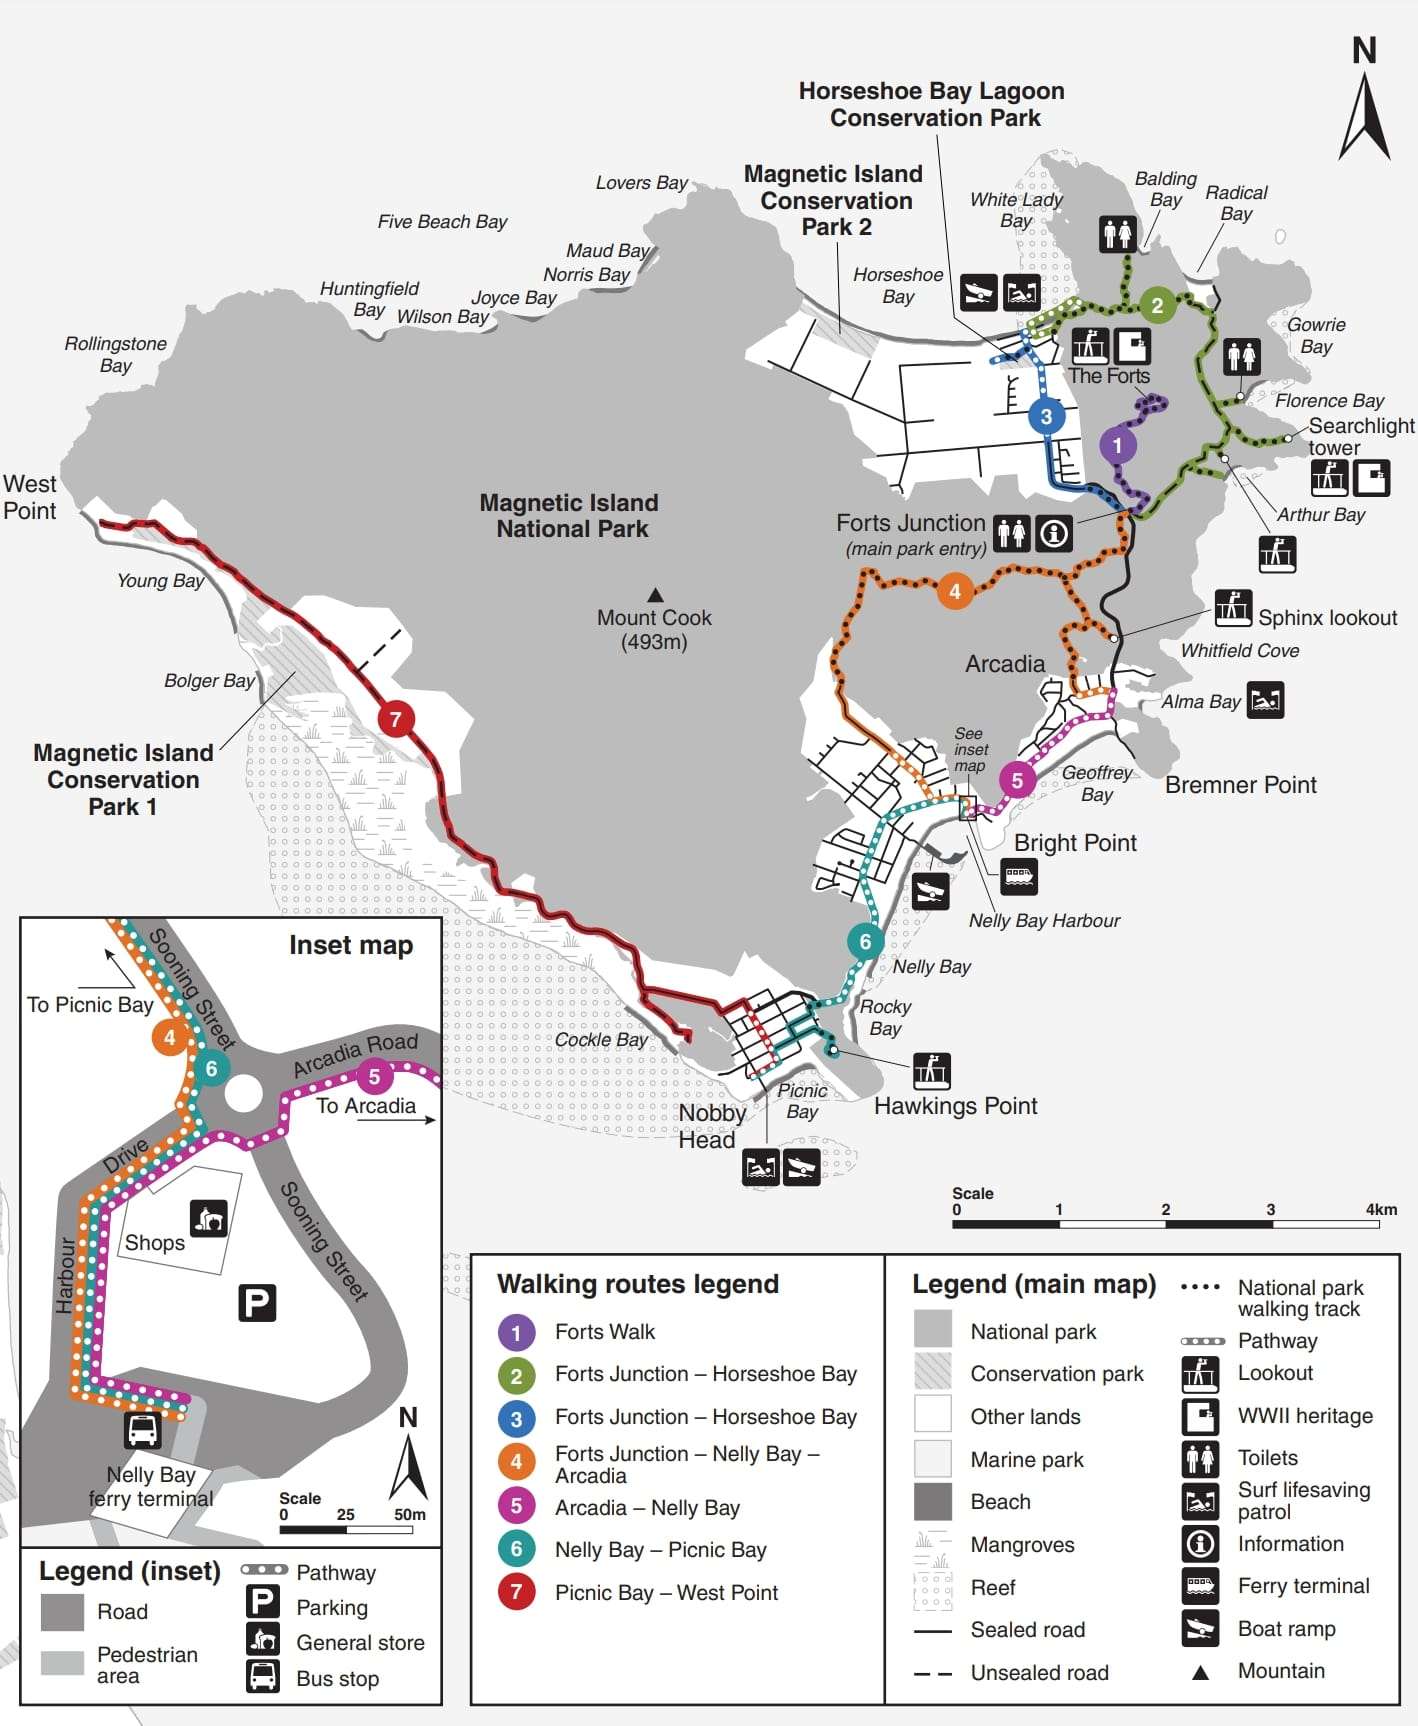 N
Horseshoe Bay Lagoon
Conservation Park
Magnetic Island
Conservation
Park 2
Lovers Bay
Five Beach Bay
Maud Bay
Norris Bay
Huntingfield
Bay
Joyce Bay
Wilson Bay
Rollingstone
Bay
White Lady
Bay
Balding
Bay
Radical
Bay
Horseshoe
Bay
2
Gowrie
Bay
The Forts
Florence Bay
Searchlight
tower
3
1
West
Point
Magnetic Island
National Park
Forts Junction
(main park entry)
Arthur Bay
Young Bay
4
Mount Cook
(493m)
Sphinx lookout
Whitfield Cove
Arcadia
Bolger Bay
Alma Bay
7
Magnetic Island
Conservation
Park 1
See
inset
map
5
Geoffrey
Bay
Bremner Point
Bright Point
Nelly Bay Harbour
6
Nelly Bay
Rocky
Bay
Cockle Bay
Picnic
Bay
Hawkings Point
Nobby
Head
Scale
0 1 2 3 4km
Inset map
Sooning Street
To Picnic Bay
4
6
Arcadia Road
5
To Arcadia
Drive
Harbour
Shops
Sooning Street
P
Nelly Bay
ferry terminal
N
Scale
0 25 50m
Legend (inset)
Road
Pedestrian
area
Pathway
P Parking
General store
Bus stop
Walking routes legend
1 Forts Walk
2 Forts Junction – Horseshoe Bay
3 Forts Junction – Horseshoe Bay
4 Forts Junction – Nelly Bay –
Arcadia
5 Arcadia – Nelly Bay
6 Nelly Bay – Picnic Bay
7 Picnic Bay – West Point
Legend (main map)
National park
Conservation park
Other lands
Marine park
Beach
Mangroves
Reef
Sealed road
Unsealed road
National park
walking track
Pathway
Lookout
WWII heritage
Toilets
Surf lifesaving
patrol
Information
Ferry terminal
Boat ramp
Mountain